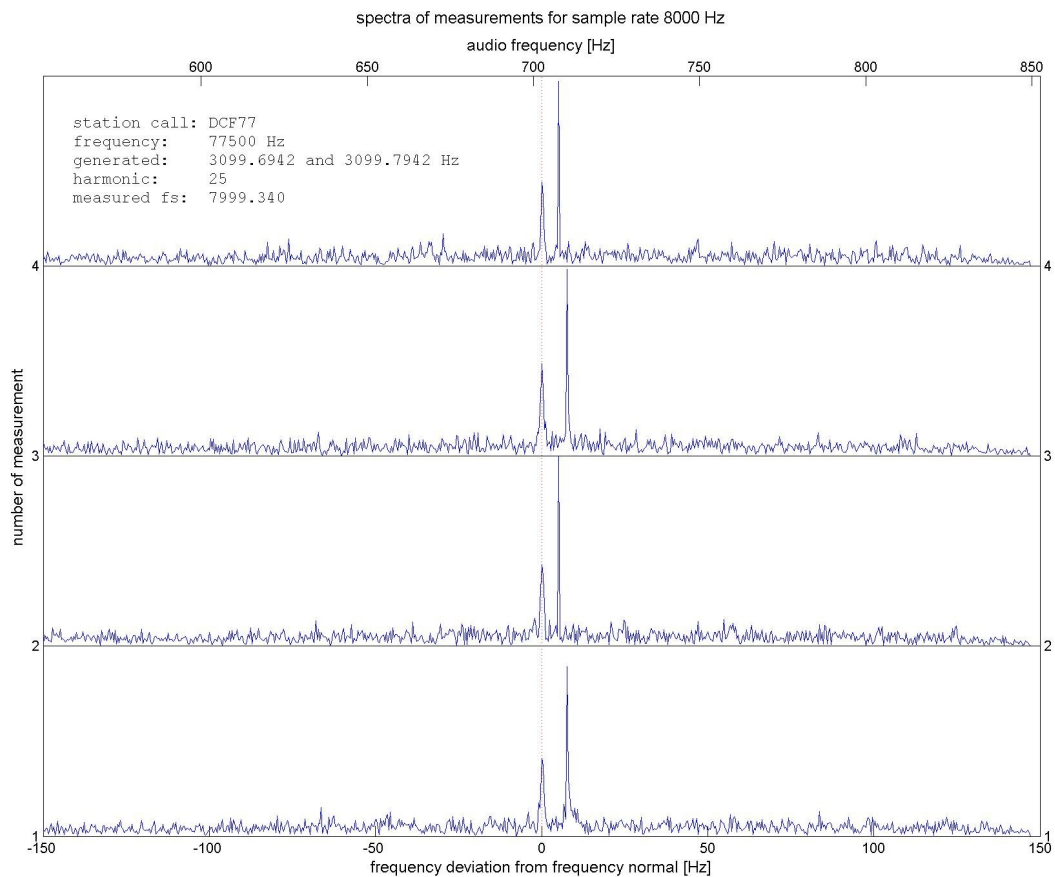 spectra of measurements for sample rate 8000 Hz
audio frequency [Hz]
600 650 700 750 800 850
station call: DCF77
frequency: 77500 Hz
generated: 3099.6942 and 3099.7942 Hz
harmonic: 25
measured fs: 7999.340
4 4
3 3
number of measurement
2 2
1 1
-150 -100 -50 0 50 100 150
frequency deviation from frequency normal [Hz]